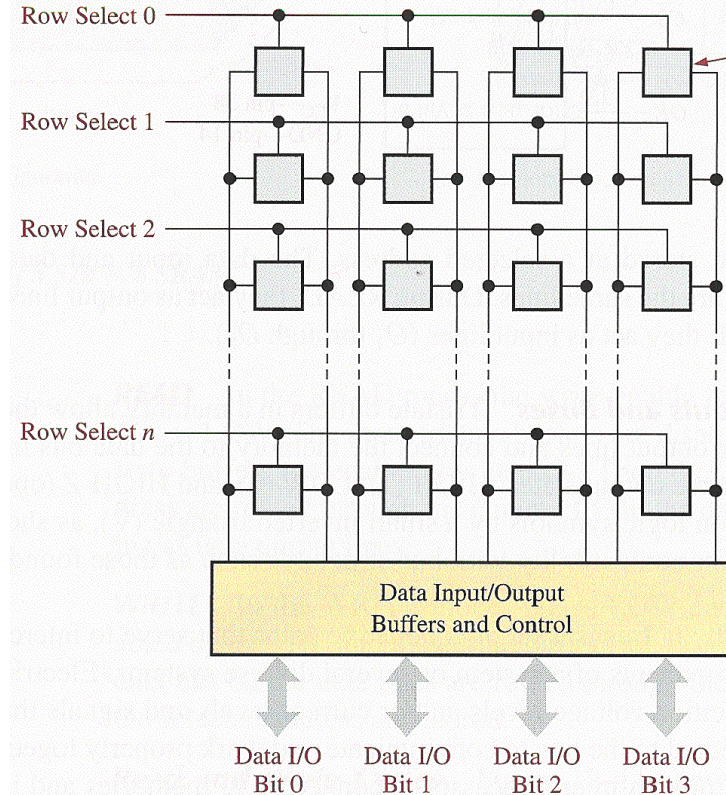 Row Select 0
Row Select 1
Row Select 2
Row Select n
Data Input/Output
Buffers and Control
Data I/O
Bit 0
Data I/O
Bit 1
Data I/O
Bit 2
Data I/O
Bit 3